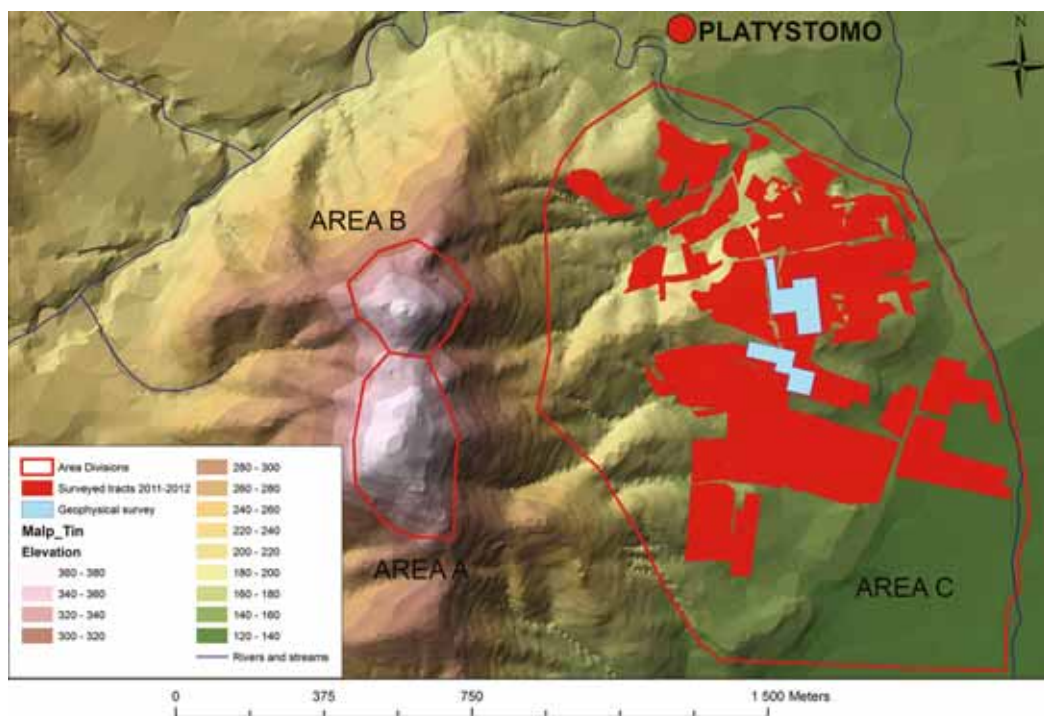 PLATYSTOMO
N
AREA B
AREA A
AREA C
Area Divisions
Surveyed tracts 2011-2012
Geophysical survey
Malp_Tin
Elevation
360 - 380
340 - 360
320 - 340
300 - 320
280 - 300
260 - 280
240 - 260
220 - 240
200 - 220
180 - 200
160 - 180
140 - 160
120 - 140
Rivers and streams
0 375 750 1 500 Meters